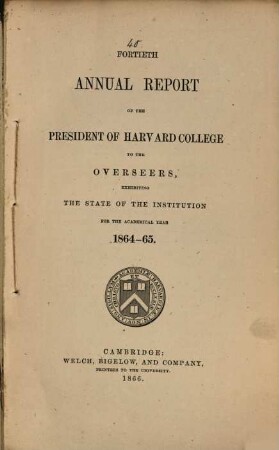 48
FORTIETH
ANNUAL REPORT
OF THE
PRESIDENT OF HARVARD COLLEGE
TO THE
OVERSEERS,
EXHIBITING
THE STATE OF THE INSTITUTION
FOR THE ACADEMICAL YEAR
1864-65.
CAMBRIDGE:
WELCH, BIGELOW, AND COMPANY,
PRINTERS TO THE UNIVERSITY.
1866.